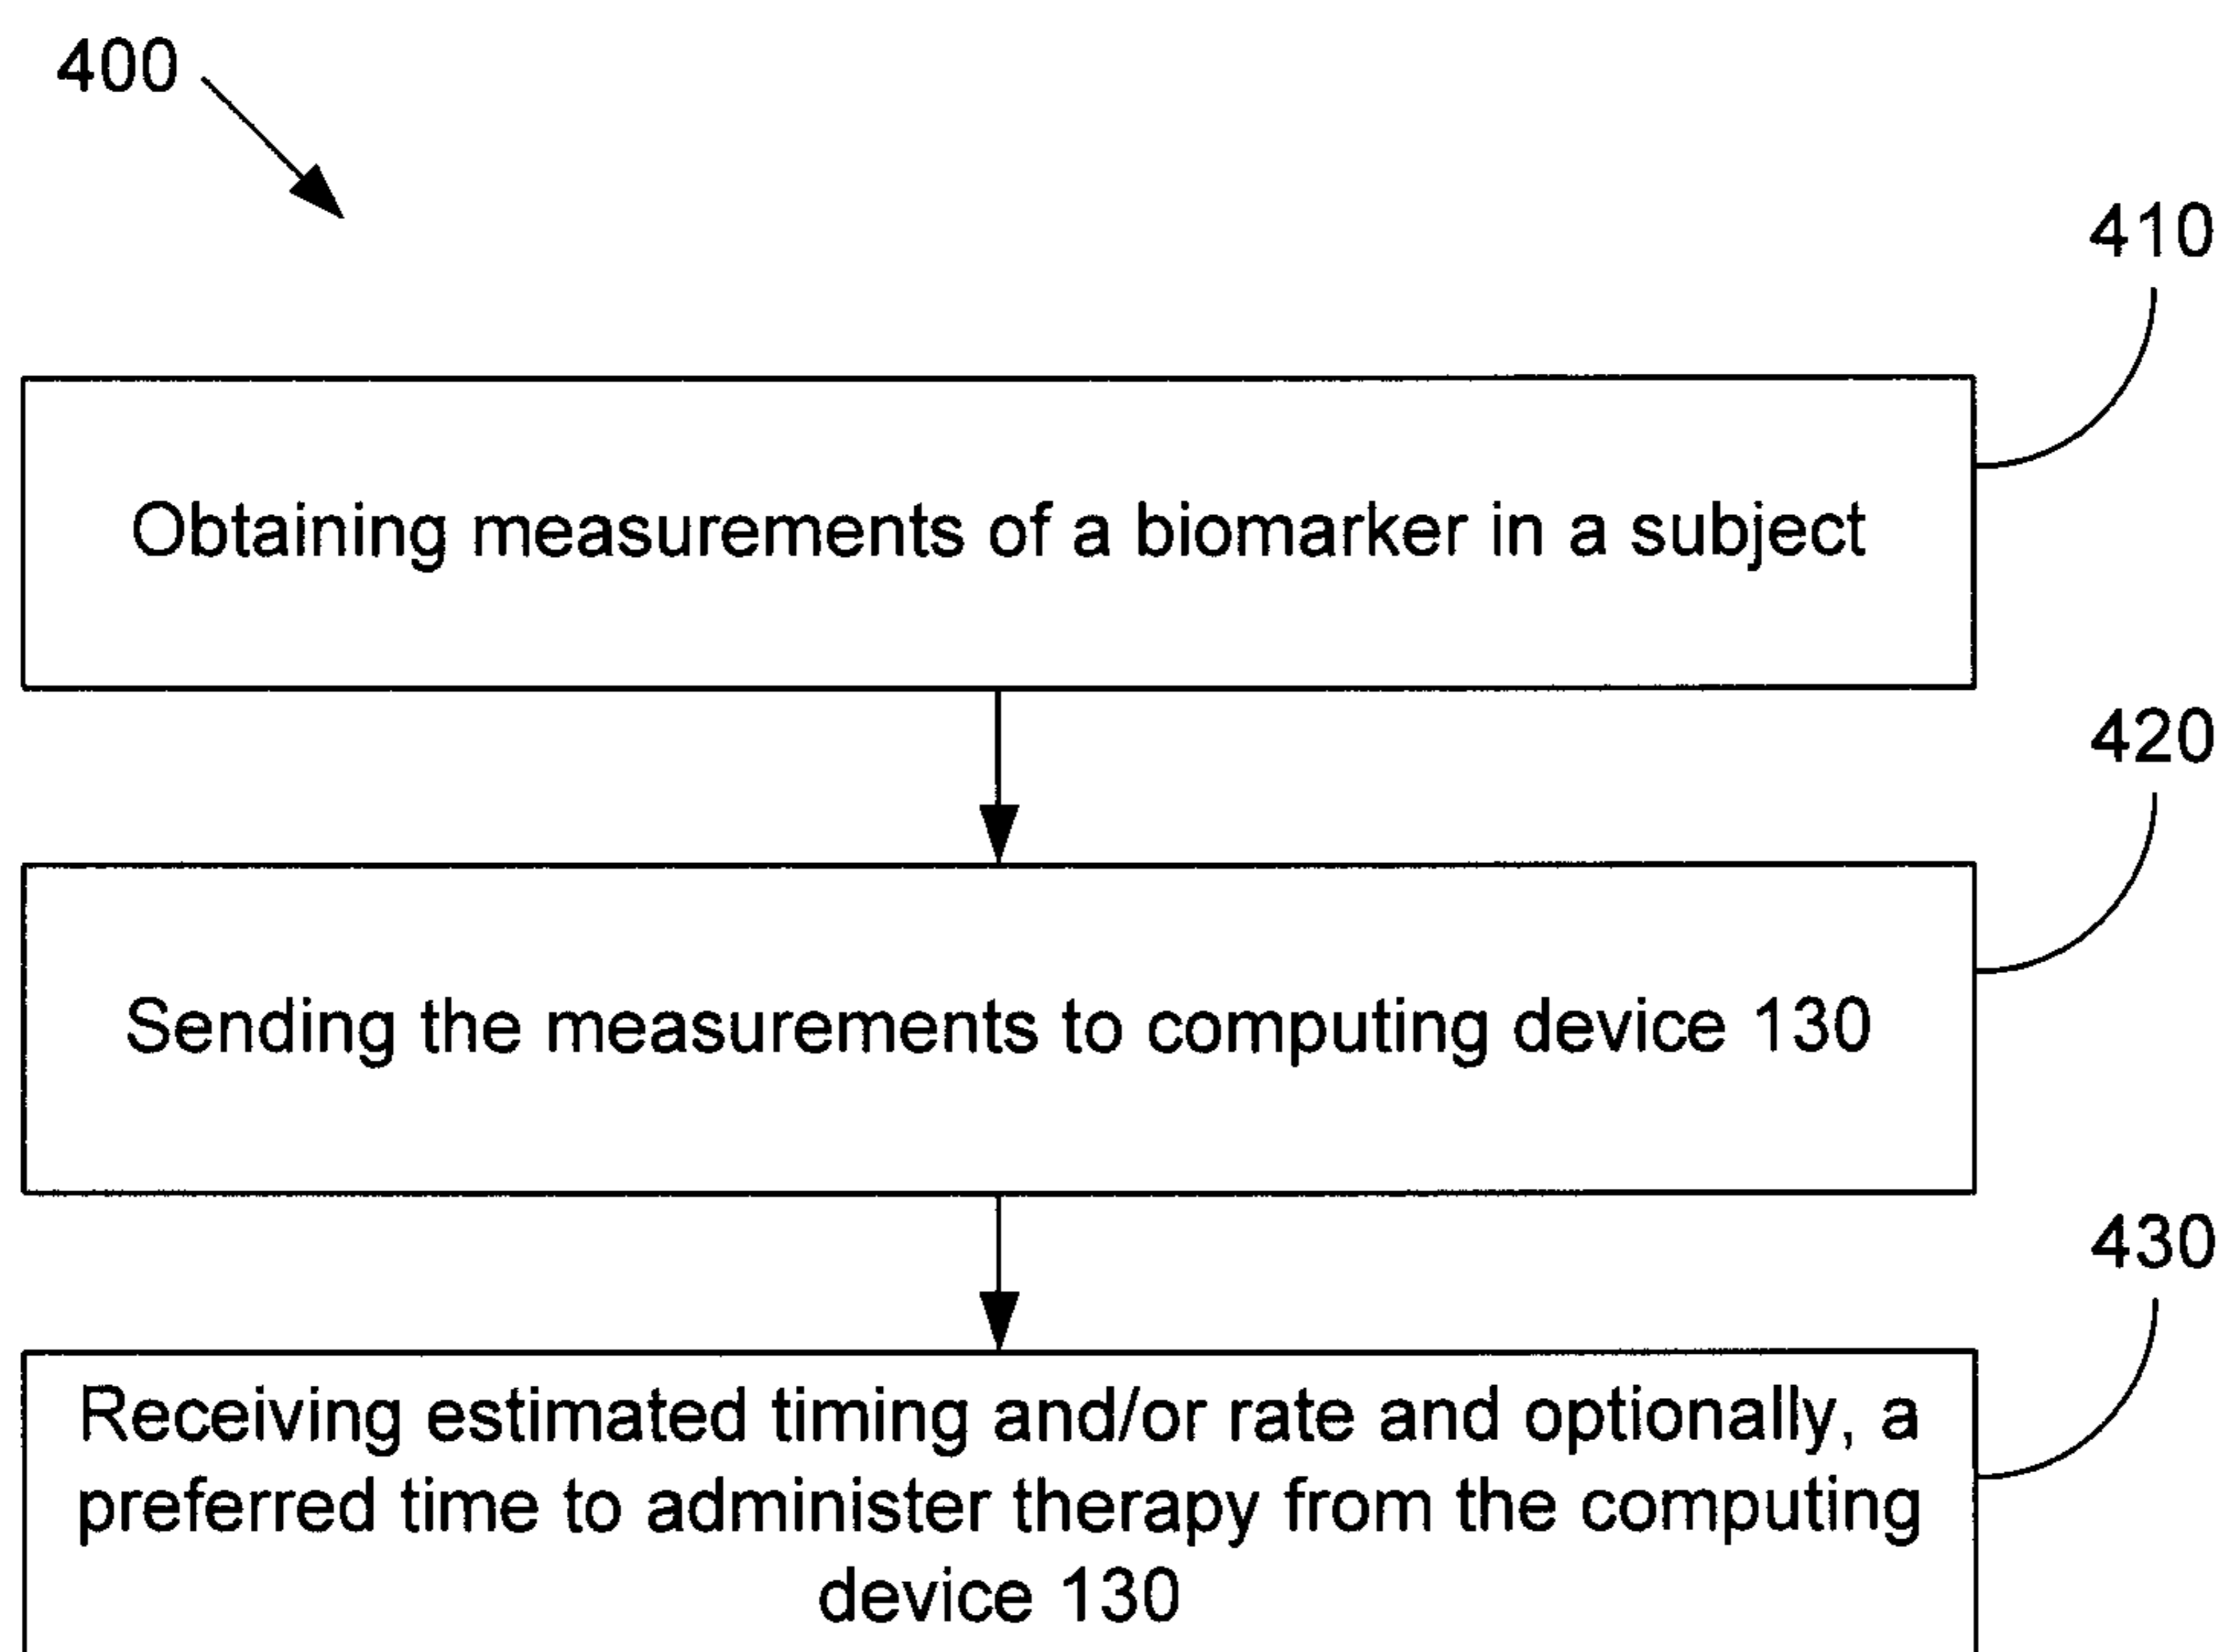 400
410
Obtaining measurements of a biomarker in a subject
420
Sending the measurements to computing device 130
430
Receiving estimated timing and/or rate and optionally, a
preferred time to administer therapy from the computing
device 130